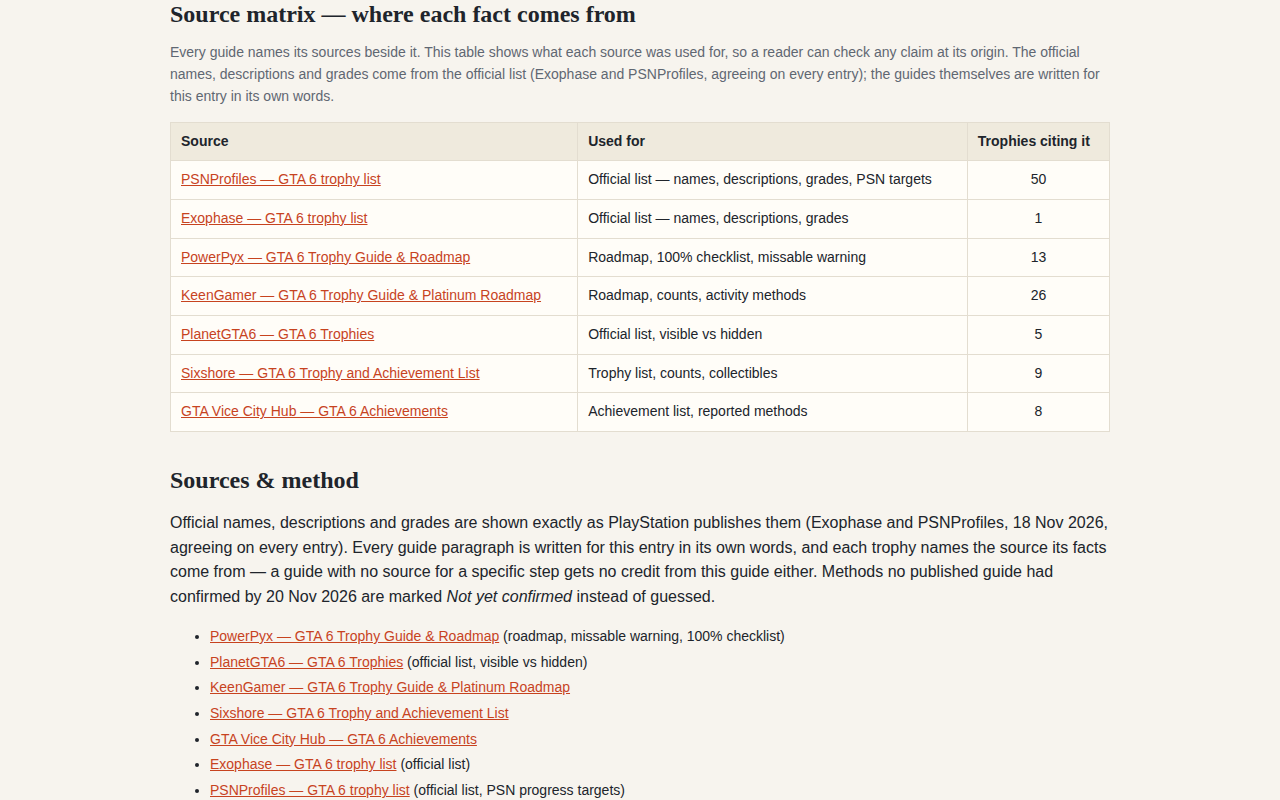 Source matrix — where each fact comes from
Every guide names its sources beside it. This table shows what each source was used for, so a reader can check any claim at its origin. The official
names, descriptions and grades come from the official list (Exophase and PSNProfiles, agreeing on every entry); the guides themselves are written for
this entry in its own words.
Source Used for Trophies citing it
PSNProfiles — GTA 6 trophy list Official list — names, descriptions, grades, PSN targets 50
Exophase — GTA 6 trophy list Official list — names, descriptions, grades 1
PowerPyx — GTA 6 Trophy Guide & Roadmap Roadmap, 100% checklist, missable warning 13
KeenGamer — GTA 6 Trophy Guide & Platinum Roadmap Roadmap, counts, activity methods 26
PlanetGTA6 — GTA 6 Trophies Official list, visible vs hidden 5
Sixshore — GTA 6 Trophy and Achievement List Trophy list, counts, collectibles 9
GTA Vice City Hub — GTA 6 Achievements Achievement list, reported methods 8
Sources & method
Official names, descriptions and grades are shown exactly as PlayStation publishes them (Exophase and PSNProfiles, 18 Nov 2026,
agreeing on every entry). Every guide paragraph is written for this entry in its own words, and each trophy names the source its facts
come from — a guide with no source for a specific step gets no credit from this guide either. Methods no published guide had
confirmed by 20 Nov 2026 are marked Not yet confirmed instead of guessed.
• PowerPyx — GTA 6 Trophy Guide & Roadmap (roadmap, missable warning, 100% checklist)
• PlanetGTA6 — GTA 6 Trophies (official list, visible vs hidden)
• KeenGamer — GTA 6 Trophy Guide & Platinum Roadmap
• Sixshore — GTA 6 Trophy and Achievement List
• GTA Vice City Hub — GTA 6 Achievements
• Exophase — GTA 6 trophy list (official list)
• PSNProfiles — GTA 6 trophy list (official list, PSN progress targets)